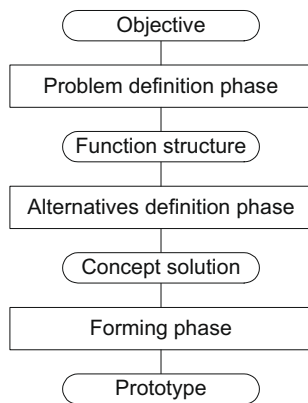 Objective
Problem definition phase
Function structure
Alternatives definition phase
Concept solution
Forming phase
Prototype